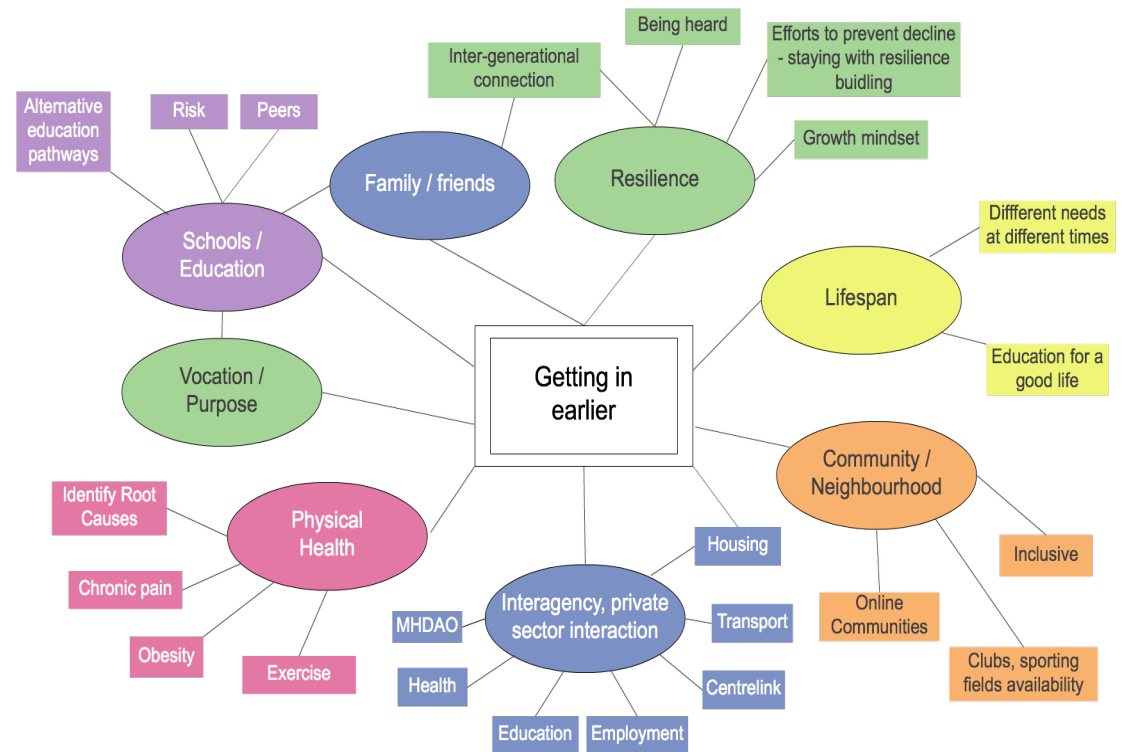 Being heard
Efforts to prevent decline
- staying with resilience
buidling
Inter-generational
connection
Growth mindset
Alternative
education
pathways
Risk
Peers
Family / friends
Resilience
Schools /
Education
Diffferent needs
at different times
Lifespan
Education for a
good life
Vocation /
Purpose
Getting in
earlier
Community /
Neighbourhood
Identify Root
Causes
Physical
Health
Chronic pain
Obesity
Exercise
Housing
Interagency, private
sector interaction
MHDAO
Transport
Health
Centrelink
Education
Employment
Inclusive
Online
Communities
Clubs, sporting
fields availability